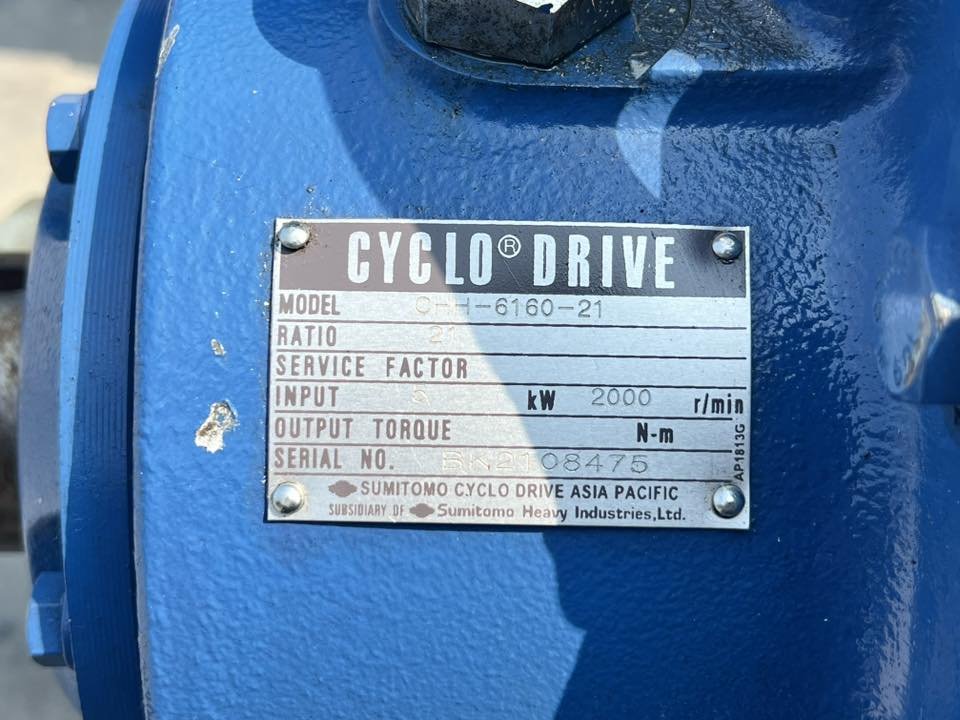 CYCLO® DRIVE
MODEL CHH-6160-21
RATIO 21
SERVICE FACTOR
INPUT 5 kW 2000 r/min
OUTPUT TORQUE N-m
SERIAL NO. BK2108475
AP1813G
SUMITOMO CYCLO DRIVE ASIA PACIFIC
SUBSIDIARY OF Sumitomo Heavy Industries,Ltd.